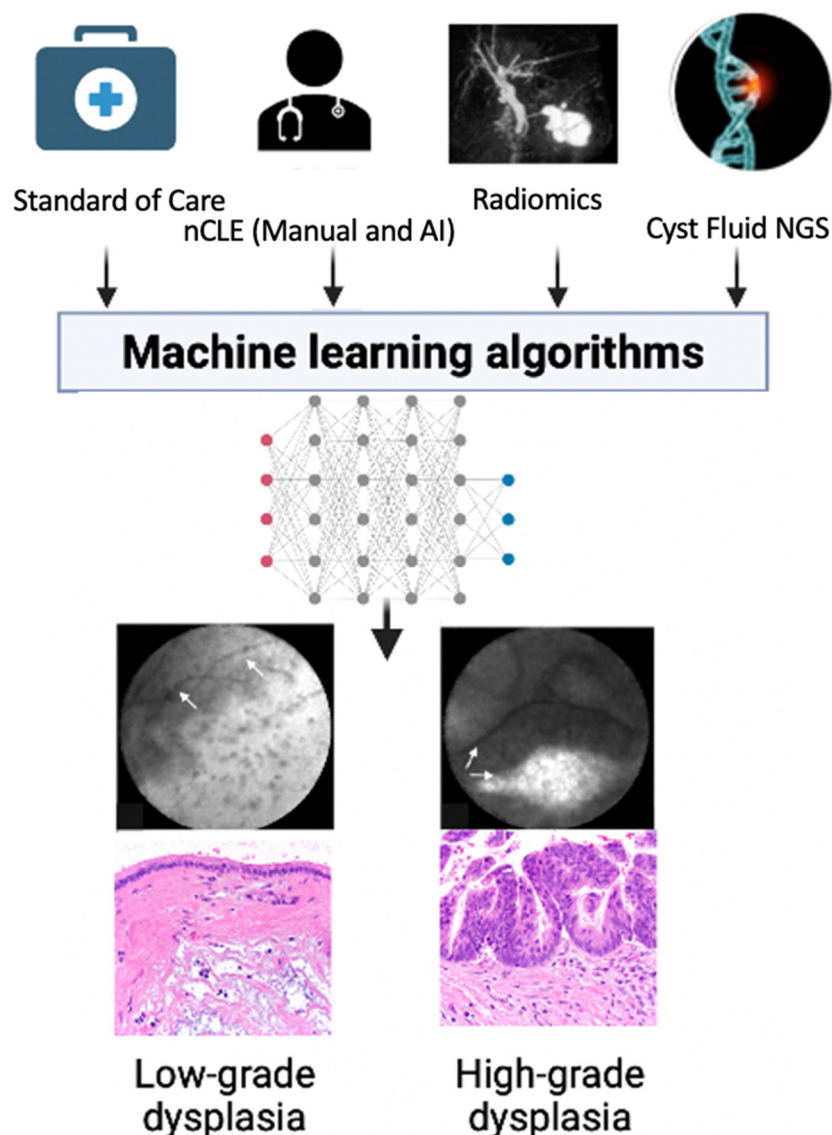 Standard of Care
nCLE (Manual and AI)
Radiomics
Cyst Fluid NGS
Machine learning algorithms
Low-grade
dysplasia
High-grade
dysplasia